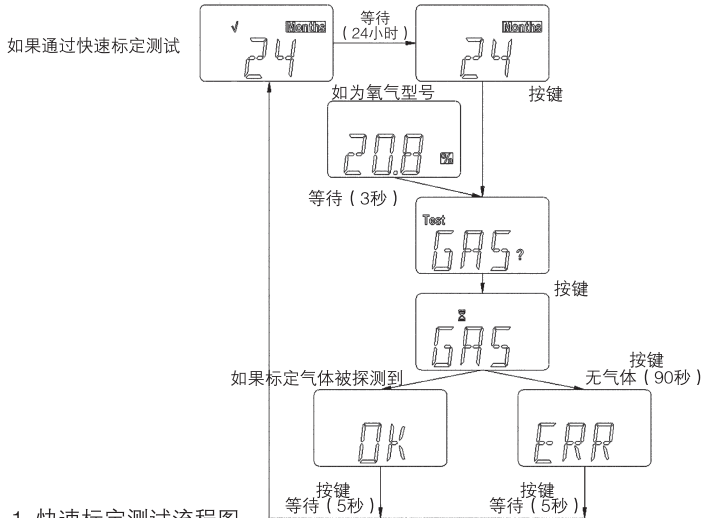 √ Months
24
如果通过快速标定测试
等待
（24小时）
Months
24
按键
如为氧气型号
20.8 %
等待（3秒）
Test
GAS?
按键
GAS
如果标定气体被探测到
按键
无气体（90秒）
OK
ERR
按键
等待（5秒）
按键
等待（5秒）
1 快速标定测试流程图